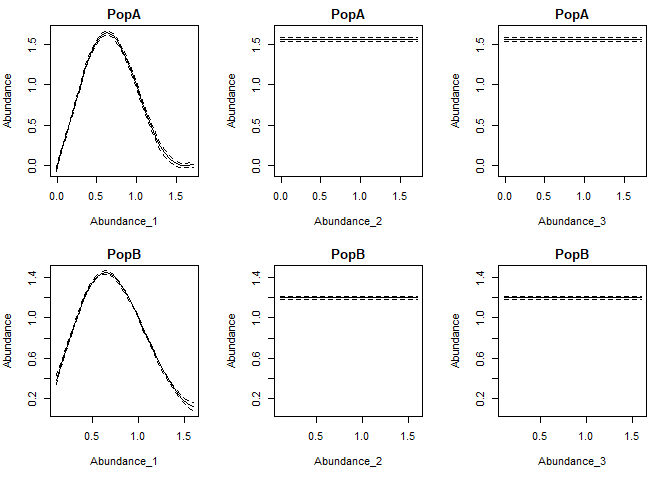 PopA PopA PopA
Abundance 0.0 0.5 1.0 1.5 Abundance 0.0 0.5 1.0 1.5 Abundance 0.0 0.5 1.0 1.5
0.0 0.5 1.0 1.5 0.0 0.5 1.0 1.5 0.0 0.5 1.0 1.5
Abundance_1 Abundance_2 Abundance_3
PopB PopB PopB
Abundance 0.2 0.6 1.0 1.4 Abundance 0.2 0.6 1.0 1.4 Abundance 0.2 0.6 1.0 1.4
0.5 1.0 1.5 0.5 1.0 1.5 0.5 1.0 1.5
Abundance_1 Abundance_2 Abundance_3